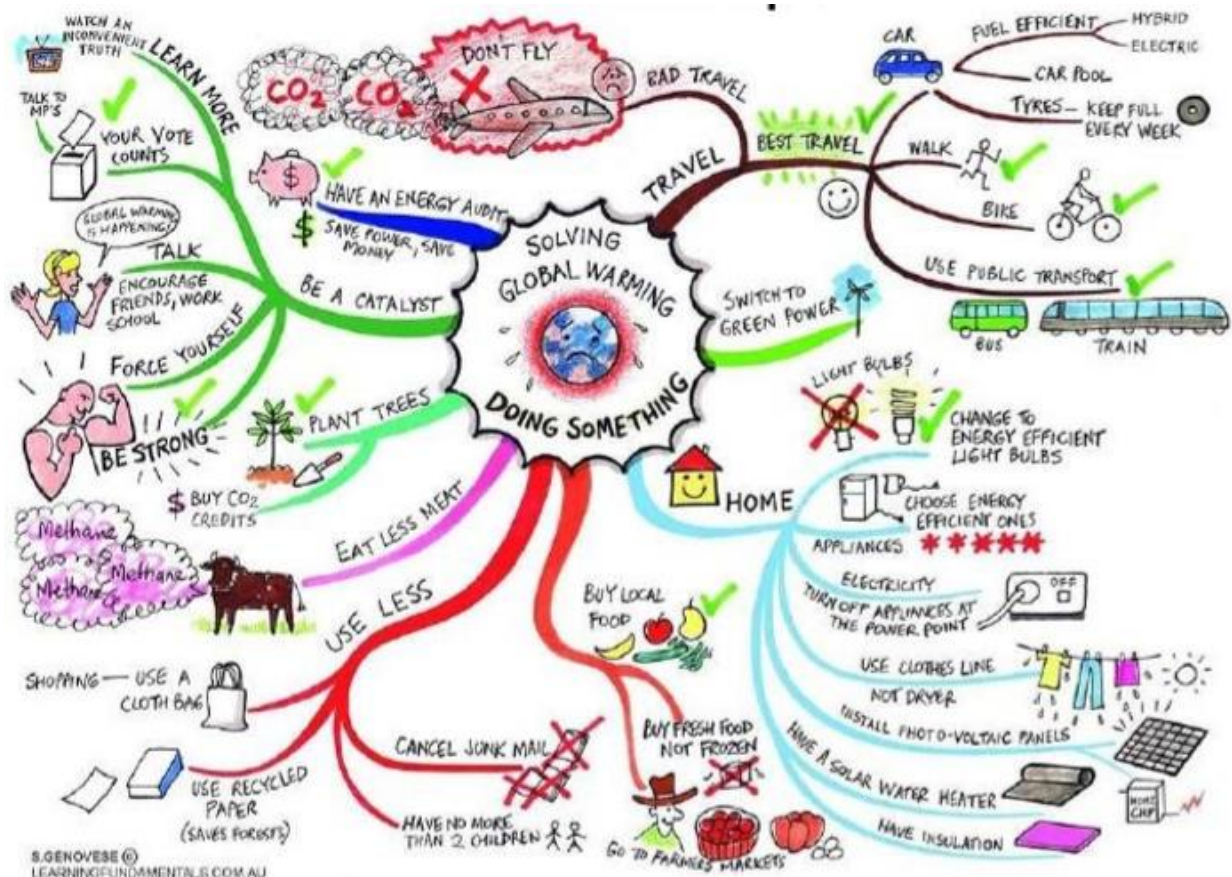 SOLVING
GLOBAL WARMING
DOING SOMETHING
TRAVEL
BAD TRAVEL
DON'T FLY
CO2
CO2
BEST TRAVEL
CAR
FUEL EFFICIENT
HYBRID
ELECTRIC
CAR POOL
TYRES - KEEP FULL
EVERY WEEK
WALK
BIKE
USE PUBLIC TRANSPORT
BUS
TRAIN
SWITCH TO
GREEN POWER
HOME
LIGHT BULBS
CHANGE TO
ENERGY EFFICIENT
LIGHT BULBS
CHOOSE ENERGY
EFFICIENT ONES
APPLIANCES
ELECTRICITY
OFF
TURN OFF APPLIANCES AT
THE POWER POINT
USE CLOTHES LINE
NOT DRYER
INSTALL PHOTO-VOLTAIC PANELS
HAVE A SOLAR WATER HEATER
HAVE INSULATION
BUY LOCAL
FOOD
BUY FRESH FOOD
NOT FROZEN
GO TO FARMERS MARKETS
USE LESS
SHOPPING - USE A
CLOTH BAG
USE RECYCLED
PAPER
(SAVES FORESTS)
CANCEL JUNK MAIL
HAVE NO MORE
THAN 2 CHILDREN
EAT LESS MEAT
Methane
Methane
Methane
PLANT TREES
$ BUY CO2
CREDITS
BE A CATALYST
LEARN MORE
WATCH AN
INCONVENIENT
TRUTH
TALK TO
MP'S
YOUR VOTE
COUNTS
GLOBAL WARMING
IS HAPPENING!
TALK
ENCOURAGE
FRIENDS, WORK
SCHOOL
FORCE YOURSELF
BE STRONG
HAVE AN ENERGY AUDIT
$
$ SAVE POWER, SAVE
MONEY
S.GENOVESE ©
LEARNINGFUNDAMENTALS.COM.AU